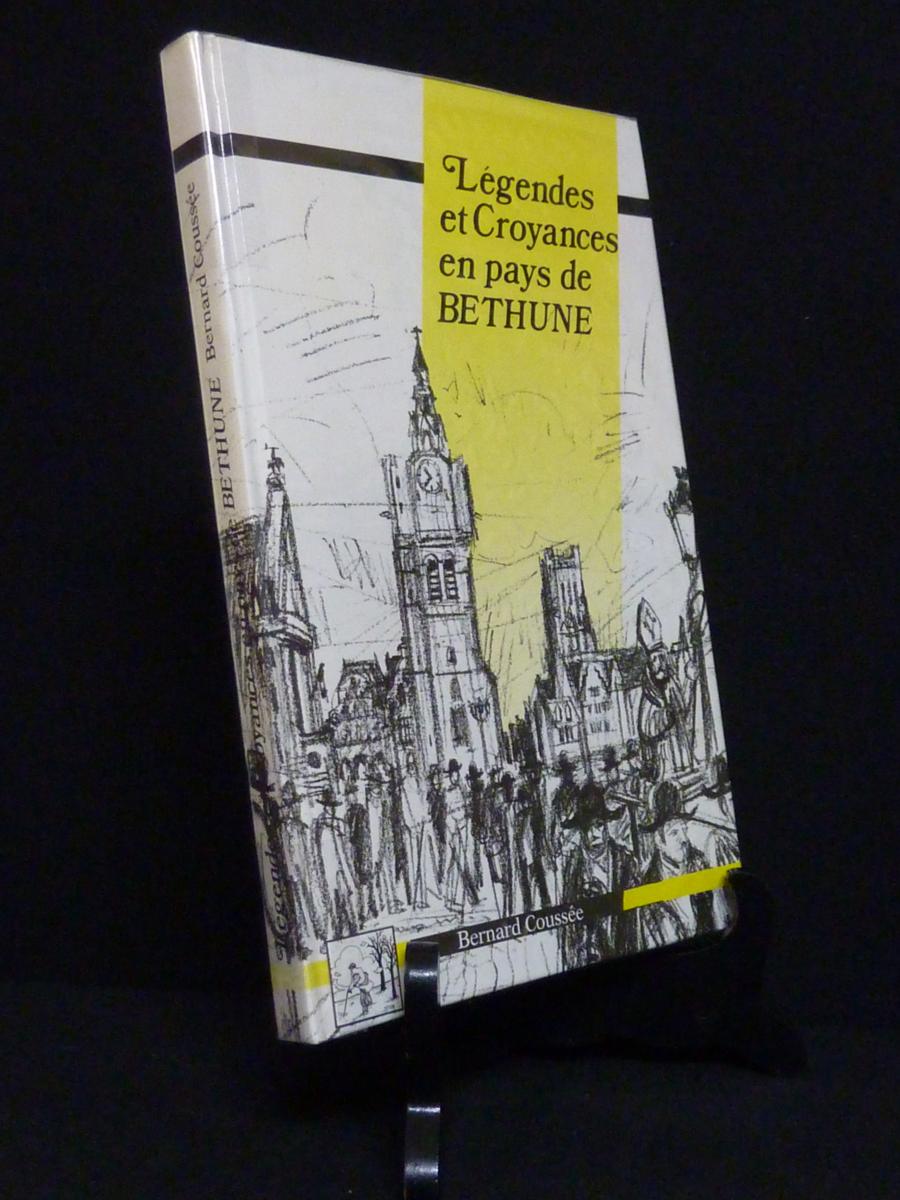 Légendes
et Croyances
en pays de
BETHUNE
Bernard Coussée
BETHUNE Bernard Coussée